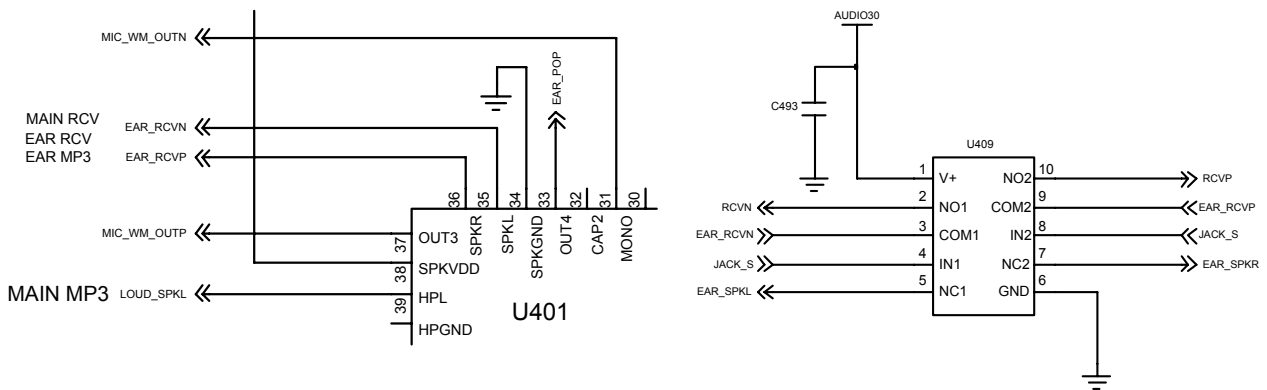 MIC_WM_OUTN
EAR_POP
MAIN RCV
EAR RCV
EAR MP3
EAR_RCVN
EAR_RCVP
36
35
34
33
32
31
30
SPKR
SPKL
SPKGND
OUT4
CAP2
MONO
MIC_WM_OUTP
37
OUT3
38
SPKVDD
MAIN MP3
LOUD_SPKL
39
HPL
HPGND
U401
AUDIO30
C493
U409
1 V+ NO2 10 RCVP
RCVN 2 NO1 COM2 9 EAR_RCVP
EAR_RCVN 3 COM1 IN2 8 JACK_S
JACK_S 4 IN1 NC2 7 EAR_SPKR
EAR_SPKL 5 NC1 GND 6